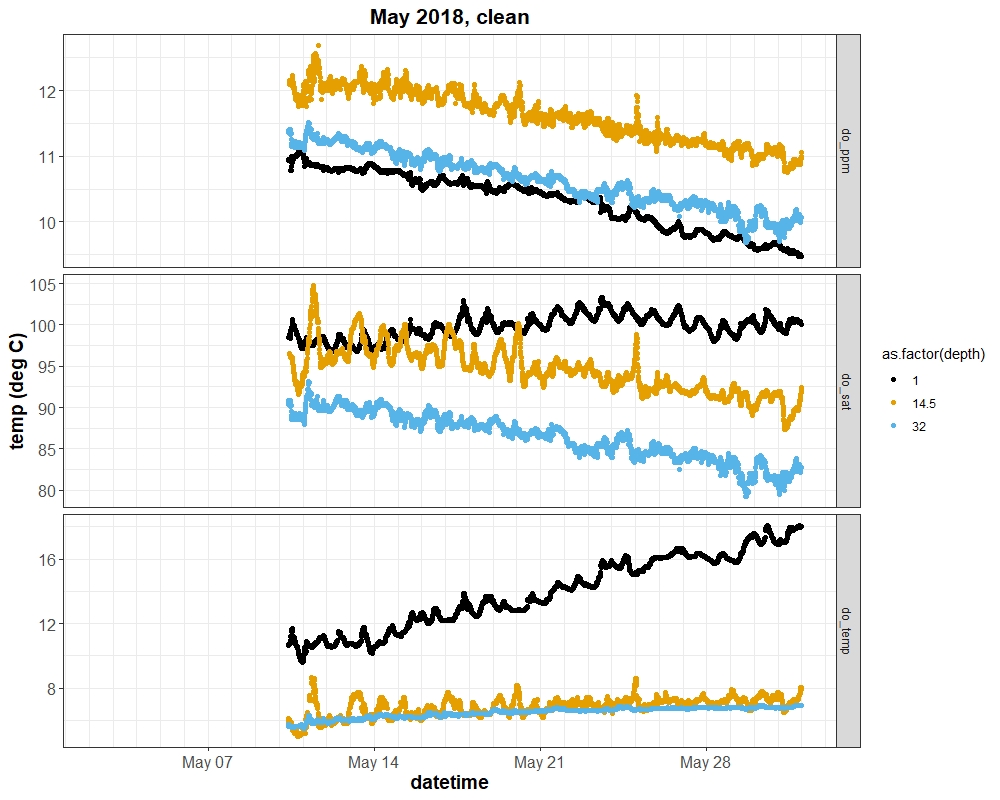 May 2018, clean
12
11
10
do_ppm
105
100
95
90
85
80
do_sat
temp (deg C)
16
12
8
do_temp
May 07
May 14
May 21
May 28
datetime
as.factor(depth)
1
14.5
32